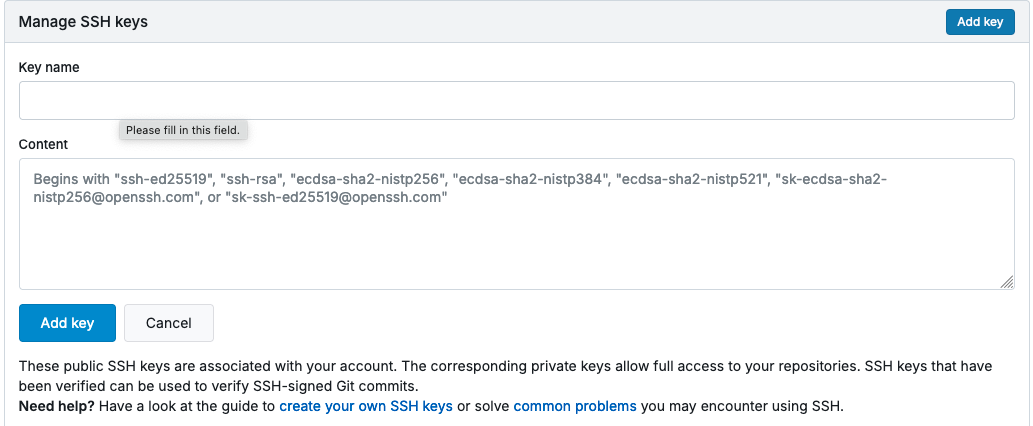 Manage SSH keys
Add key
Key name
Please fill in this field.
Content
Begins with "ssh-ed25519", "ssh-rsa", "ecdsa-sha2-nistp256", "ecdsa-sha2-nistp384", "ecdsa-sha2-nistp521", "sk-ecdsa-sha2-
nistp256@openssh.com", or "sk-ssh-ed25519@openssh.com"
Add key
Cancel
These public SSH keys are associated with your account. The corresponding private keys allow full access to your repositories. SSH keys that have
been verified can be used to verify SSH-signed Git commits.
Need help? Have a look at the guide to create your own SSH keys or solve common problems you may encounter using SSH.